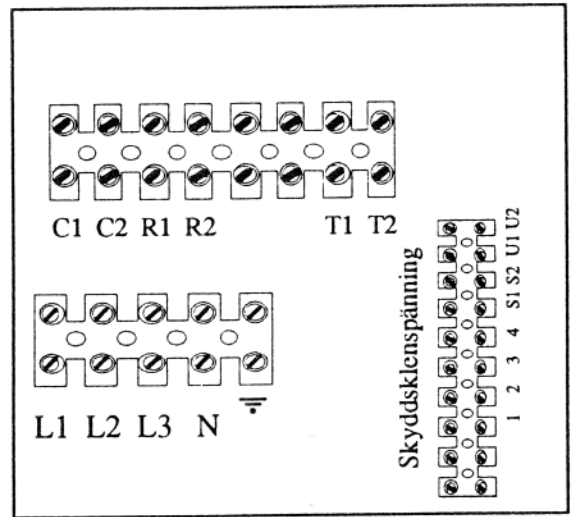 C1 C2 R1 R2 T1 T2
L1 L2 L3 N
Skyddsklenspänning
1 2 3 4 S1 S2 U1 U2